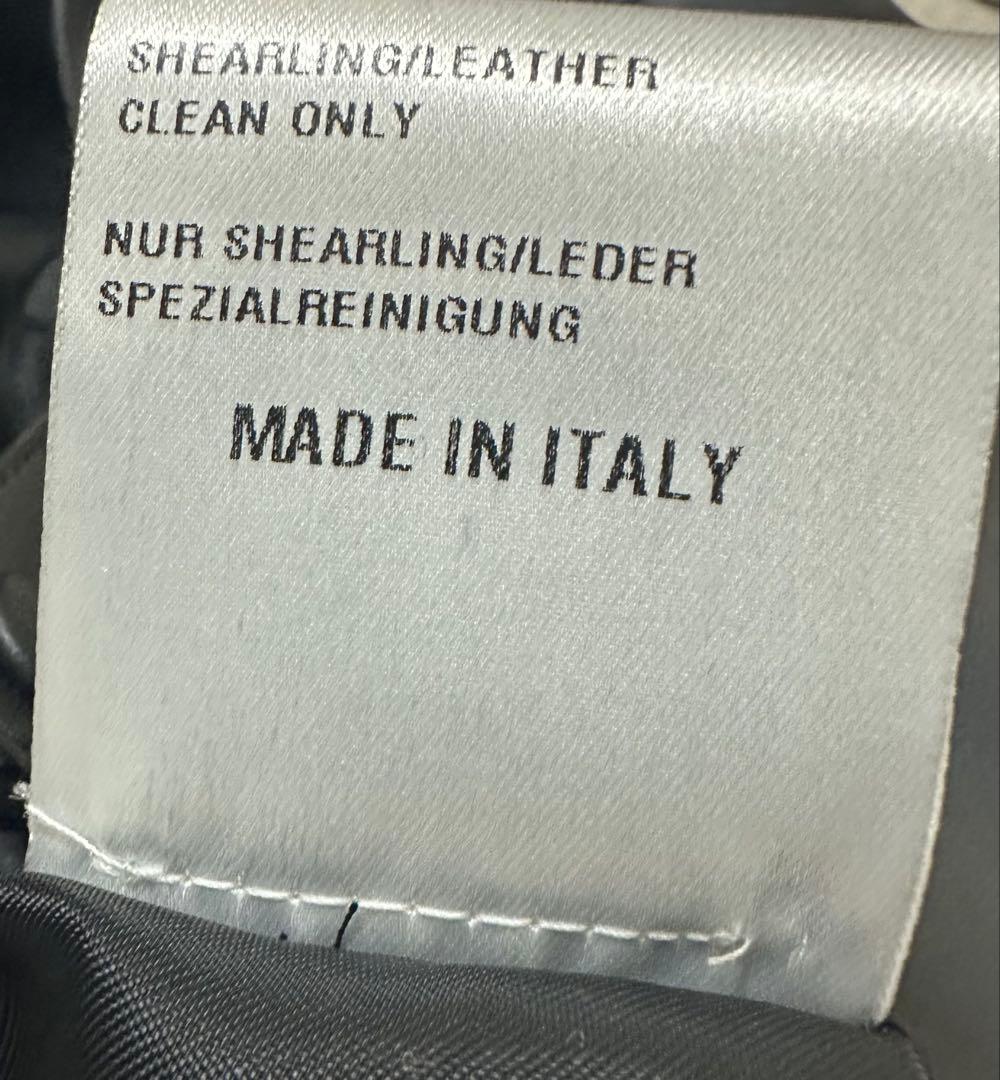 SHEARLING/LEATHER
CLEAN ONLY
NUR SHEARLING/LEDER
SPEZIALREINIGUNG
MADE IN ITALY